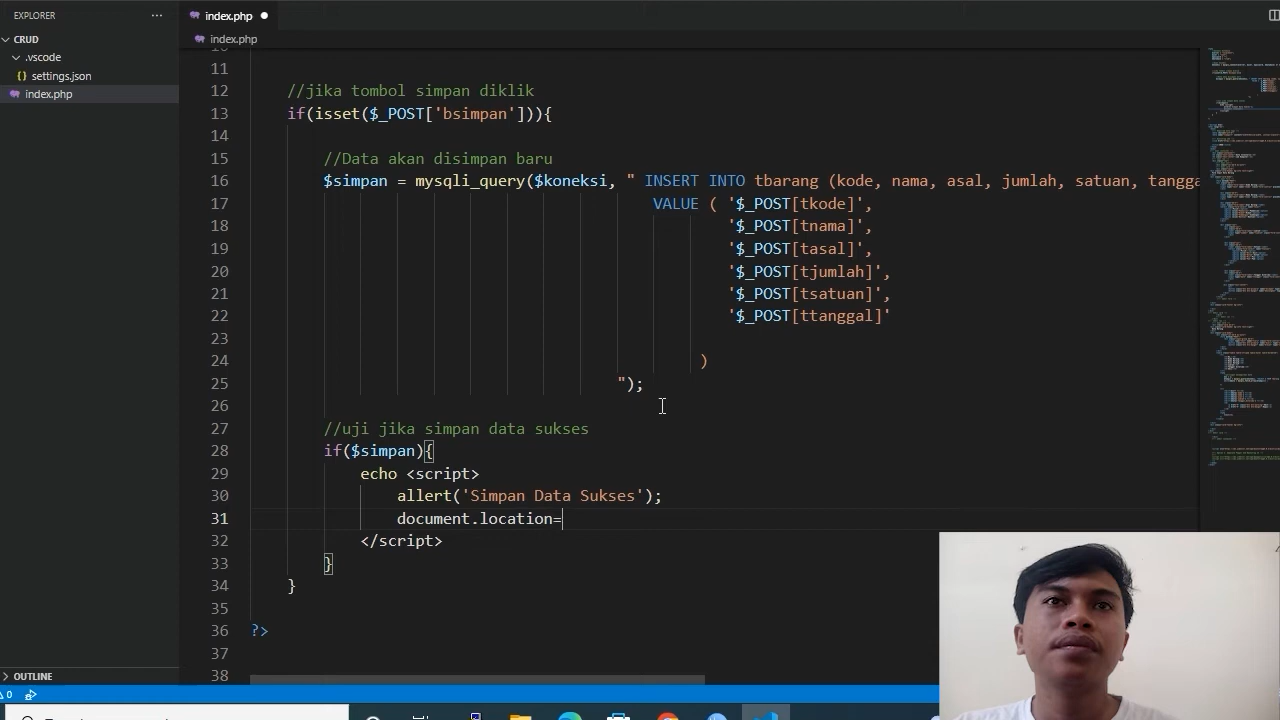 EXPLORER
CRUD
.vscode
{} settings.json
index.php
OUTLINE
index.php
index.php
11
12 //jika tombol simpan diklik
13 if(isset($_POST['bsimpan'])){
14
15 //Data akan disimpan baru
16 $simpan = mysqli_query($koneksi, " INSERT INTO tbarang (kode, nama, asal, jumlah, satuan, tangga
17 VALUE ( '$_POST[tkode]',
18 '$_POST[tnama]',
19 '$_POST[tasal]',
20 '$_POST[tjumlah]',
21 '$_POST[tsatuan]',
22 '$_POST[ttanggal]'
23
24 )
25 ");
26
27 //uji jika simpan data sukses
28 if($simpan){
29 echo <script>
30 allert('Simpan Data Sukses');
31 document.location=
32 </script>
33 }
34 }
35
36 ?>
37
38
0